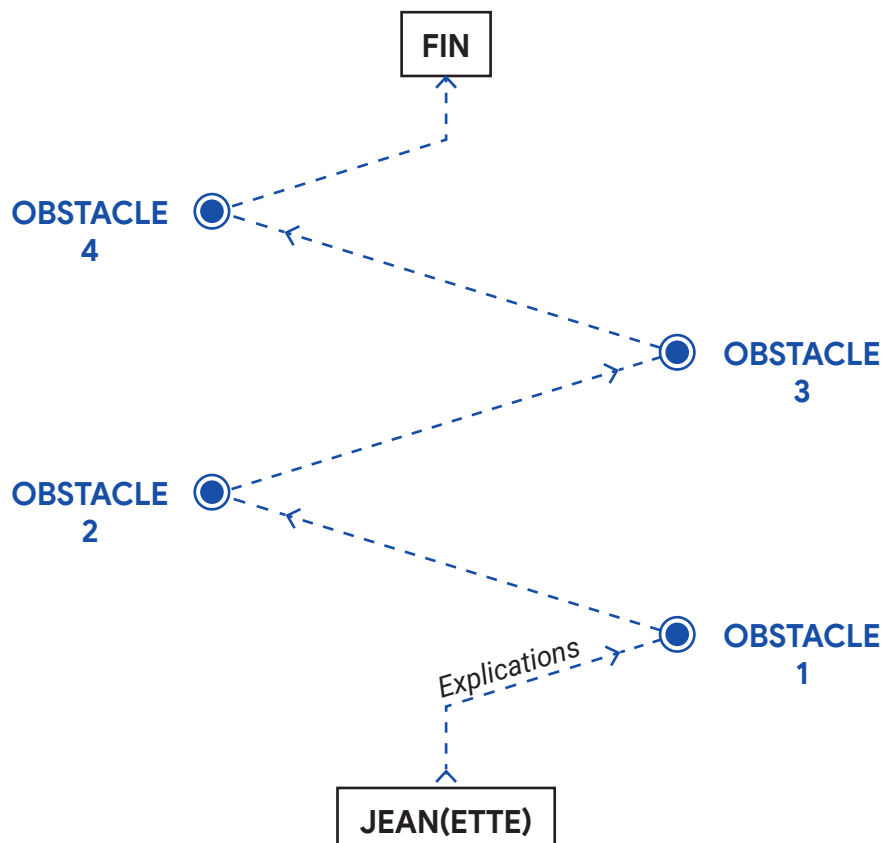 FIN
OBSTACLE
4
OBSTACLE
3
OBSTACLE
2
OBSTACLE
1
Explications
JEAN(ETTE)